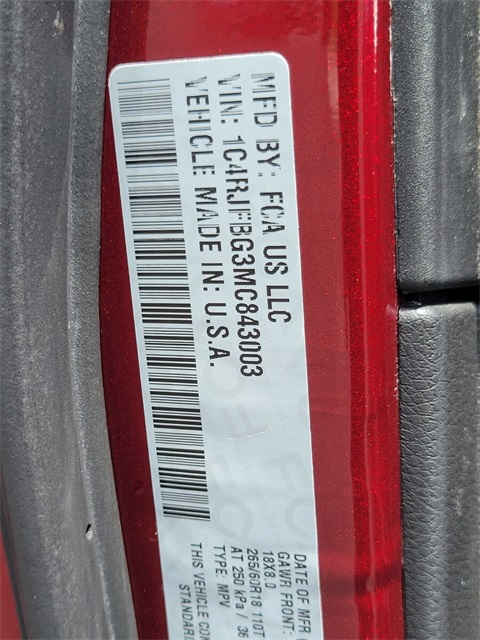 MFD BY: FCA US LLC
VIN: 1C4RJFBG3MC843003
VEHICLE MADE IN: U.S.A.
DATE OF MFR
GAWR FRONT:
18X8.0
265/60R18 110T
AT 250 kPa / 36
TYPE: MPV
THIS VEHICLE CON
STANDAR